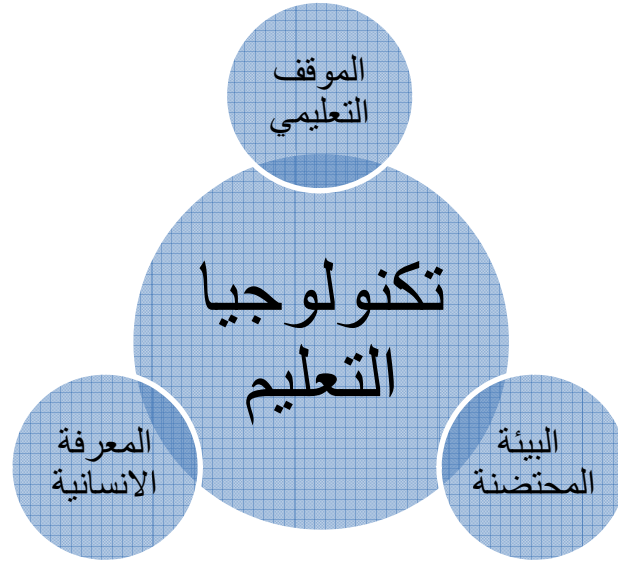 الموقف
التعليمي
تكنولوجيا
التعليم
البيئة
المحتضنة
المعرفة
الانسانية